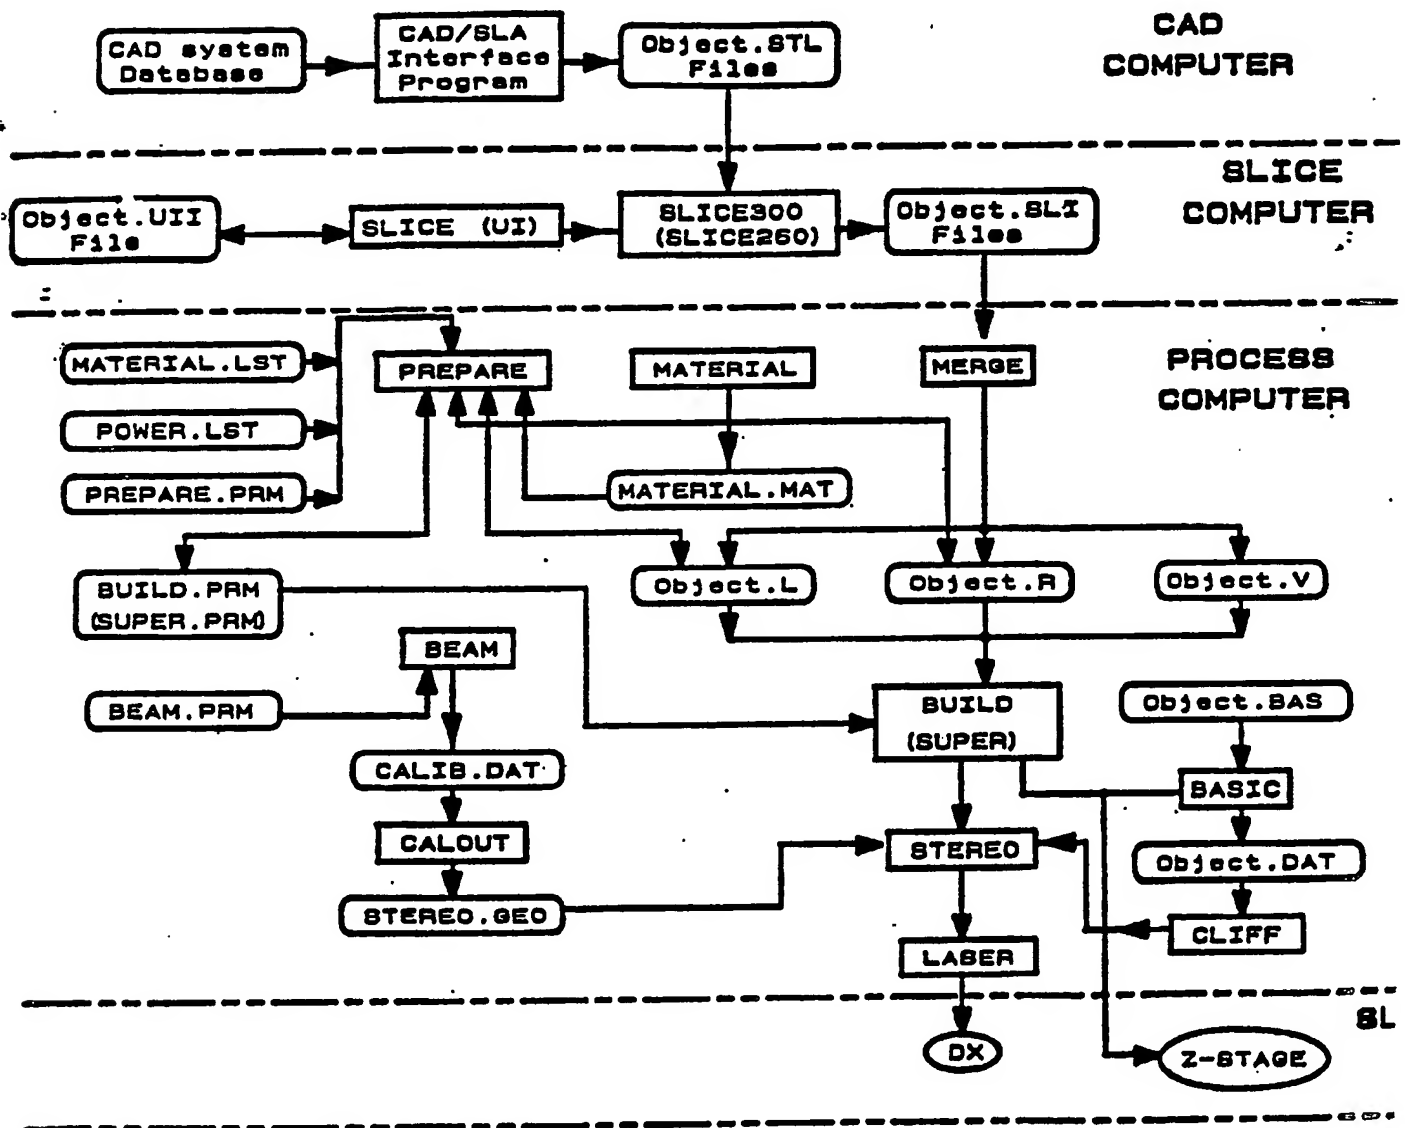 CAD system
Database
CAD/SLA
Interface
Program
Object.STL
Files
CAD
COMPUTER
Object.UII
File
SLICE (UI)
SLICE300
(SLICE260)
Object.SLI
Files
SLICE
COMPUTER
MATERIAL.LST
PREPARE
MATERIAL
MERGE
PROCESS
COMPUTER
POWER.LST
PREPARE.PRM
MATERIAL.MAT
BUILD.PRM
(SUPER.PRM)
Object.L
Object.R
Object.V
BEAM
BEAM.PRM
BUILD
(SUPER)
Object.BAS
CALIB.DAT
BASIC
CALOUT
STEREO
Object.DAT
STEREO.GEO
CLIFF
LASER
SL
DX
Z-STAGE